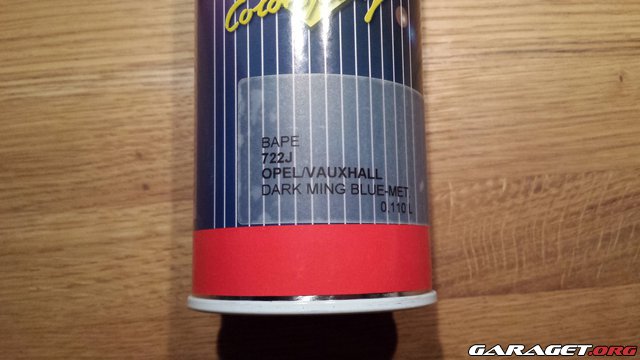 BAPE
722J
OPEL/VAUXHALL
DARK MING BLUE-MET.
0.110 L
GARAGET.ORG